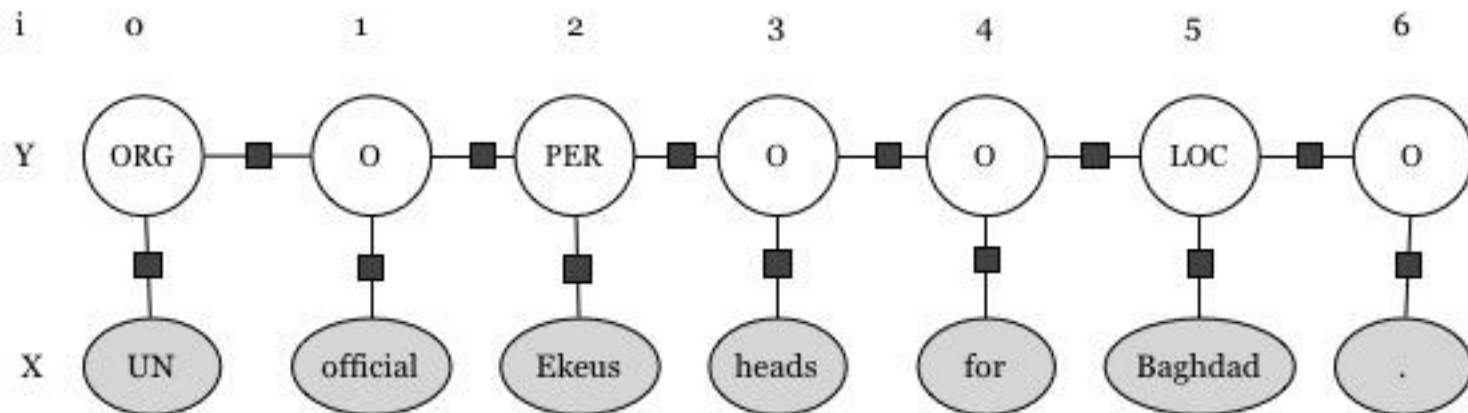 i 0 1 2 3 4 5 6
Y ORG O PER O O LOC O
X UN official Ekeus heads for Baghdad .